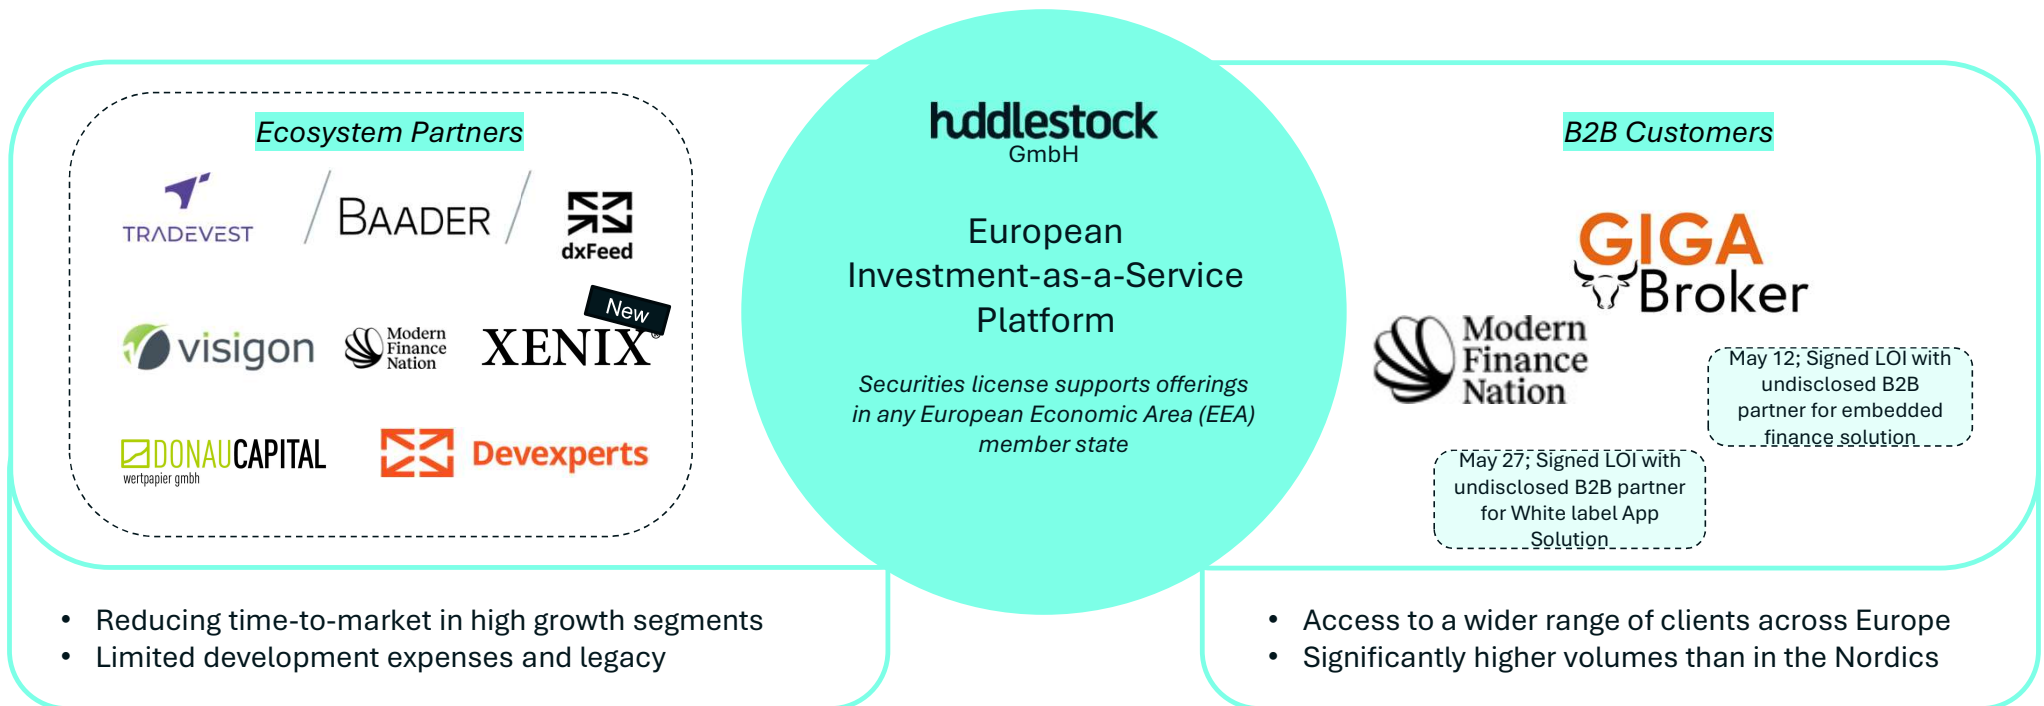 Ecosystem Partners
TRADEVEST
BAADER
dxFeed
visigon
Modern
Finance
Nation
New
XENIX®
DONAUCAPITAL
wertpapier gmbh
Devexperts
• Reducing time-to-market in high growth segments
• Limited development expenses and legacy
huddlestock
GmbH
European
Investment-as-a-Service
Platform
Securities license supports offerings
in any European Economic Area (EEA)
member state
B2B Customers
GIGA
Broker
Modern
Finance
Nation
May 12; Signed LOI with
undisclosed B2B
partner for embedded
finance solution
May 27; Signed LOI with
undisclosed B2B partner
for White label App
Solution
• Access to a wider range of clients across Europe
• Significantly higher volumes than in the Nordics